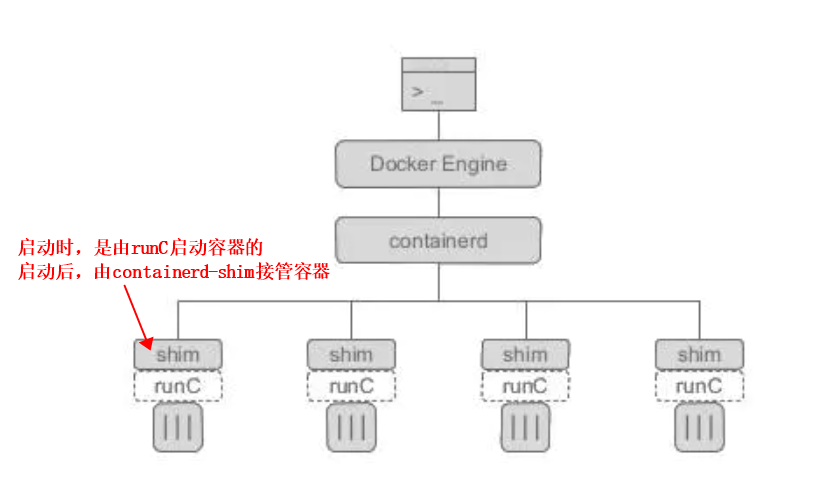 > _
Docker Engine
containerd
启动时，是由runC启动容器的
启动后，由containerd-shim接管容器
shim shim shim shim
runC runC runC runC